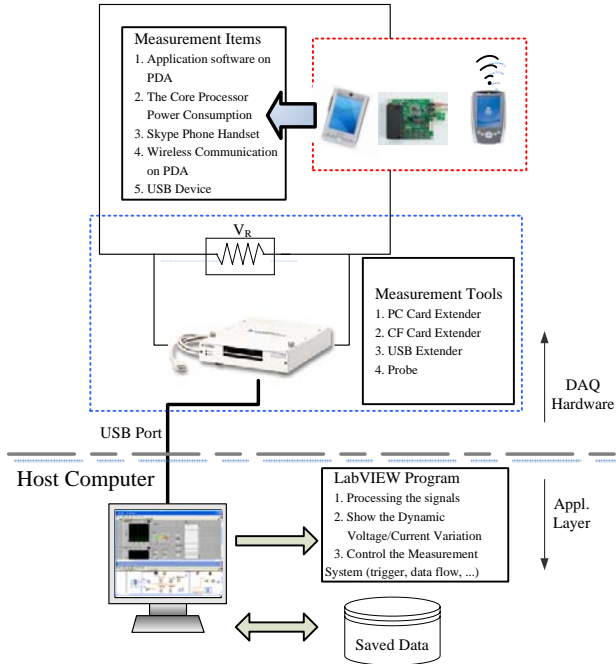 Measurement Items
1. Application software on
PDA
2. The Core Processor
Power Consumption
3. Skype Phone Handset
4. Wireless Communication
on PDA
5. USB Device
VR
Measurement Tools
1. PC Card Extender
2. CF Card Extender
3. USB Extender
4. Probe
DAQ
Hardware
USB Port
Host Computer
LabVIEW Program
1. Processing the signals
2. Show the Dynamic
Voltage/Current Variation
3. Control the Measurement
System (trigger, data flow, ...)
Appl.
Layer
Saved Data